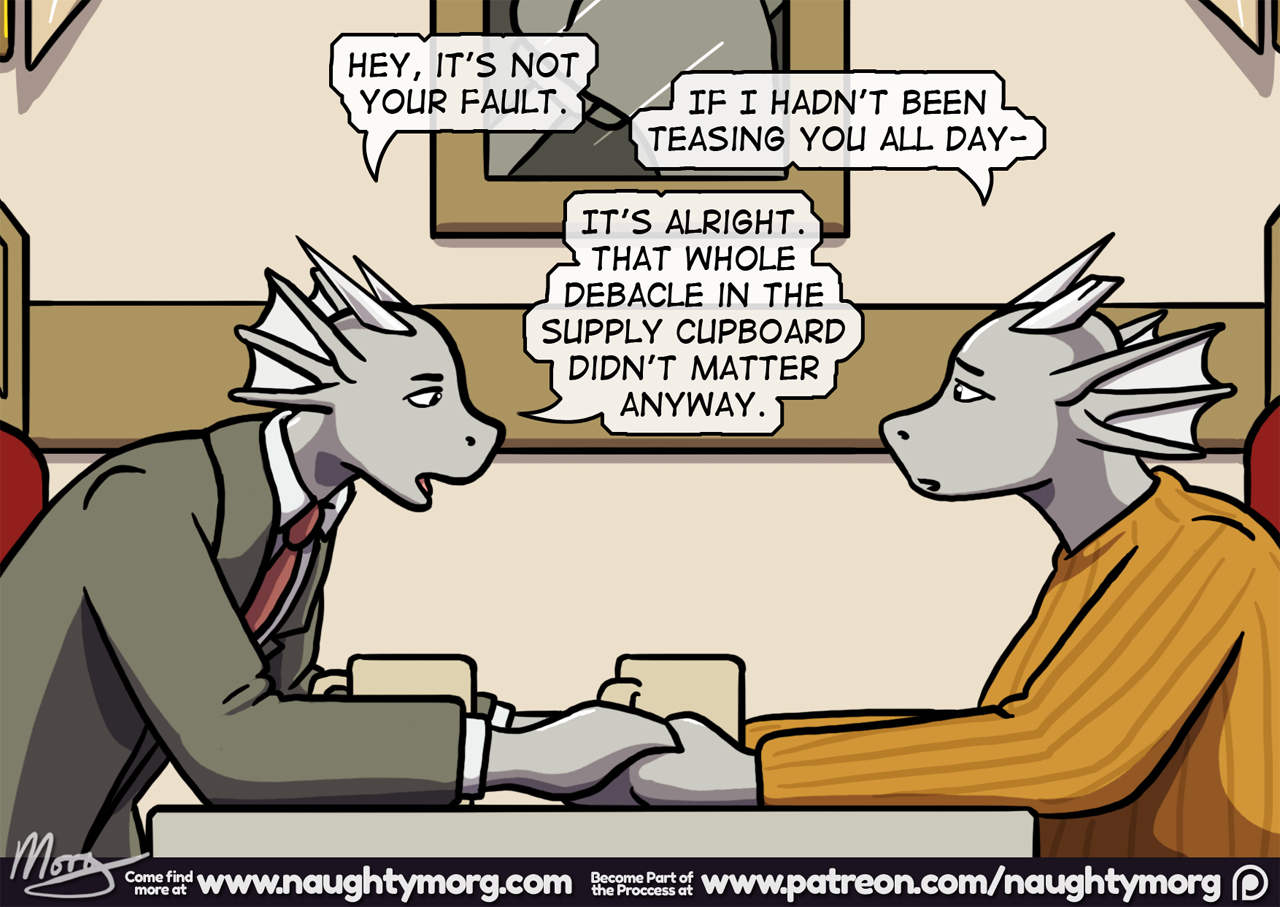 HEY, IT'S NOT
YOUR FAULT.
IF I HADN'T BEEN
TEASING YOU ALL DAY-
IT'S ALRIGHT.
THAT WHOLE
DEBACLE IN THE
SUPPLY CUPBOARD
DIDN'T MATTER
ANYWAY.
Morg
Come find
more at
www.naughtymorg.com
Become Part of
the Proccess at
www.patreon.com/naughtymorg